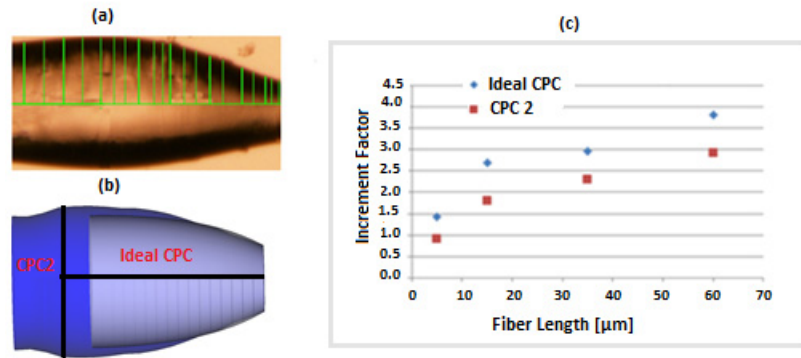 (a)
(b)
CPC2
Ideal CPC
(c)
Ideal CPC
CPC 2
Increment Factor
4.5
4.0
3.5
3.0
2.5
2.0
1.5
1.0
0.5
0.0
0 10 20 30 40 50 60 70
Fiber Length [µm]